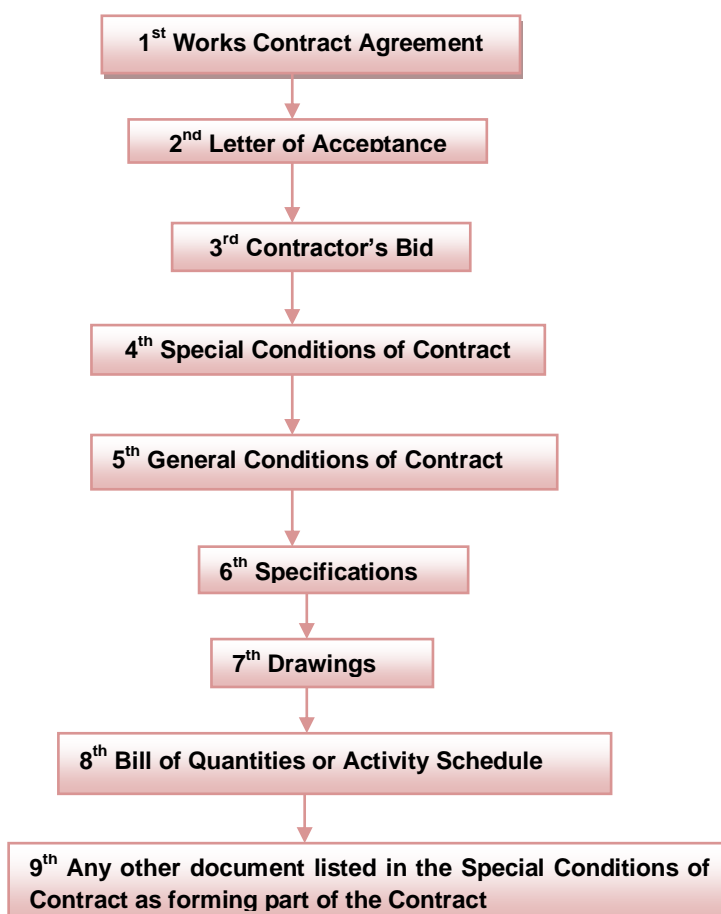 1st Works Contract Agreement
2nd Letter of Acceptance
3rd Contractor’s Bid
4th Special Conditions of Contract
5th General Conditions of Contract
6th Specifications
7th Drawings
8th Bill of Quantities or Activity Schedule
9th Any other document listed in the Special Conditions of
Contract as forming part of the Contract